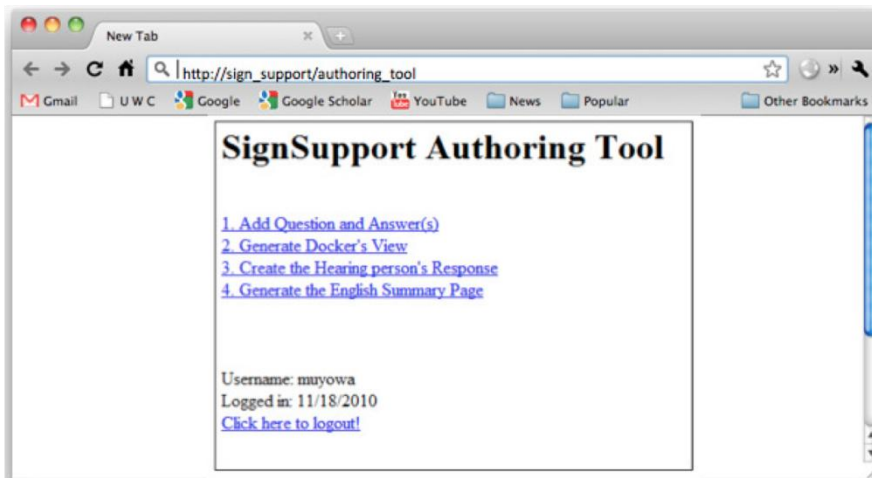 New Tab
http://sign_support/authoring_tool
Gmail UWC Google Google Scholar YouTube News Popular Other Bookmarks
SignSupport Authoring Tool
1. Add Question and Answer(s)
2. Generate Docker's View
3. Create the Hearing person's Response
4. Generate the English Summary Page
Username: muyowa
Logged in: 11/18/2010
Click here to logout!